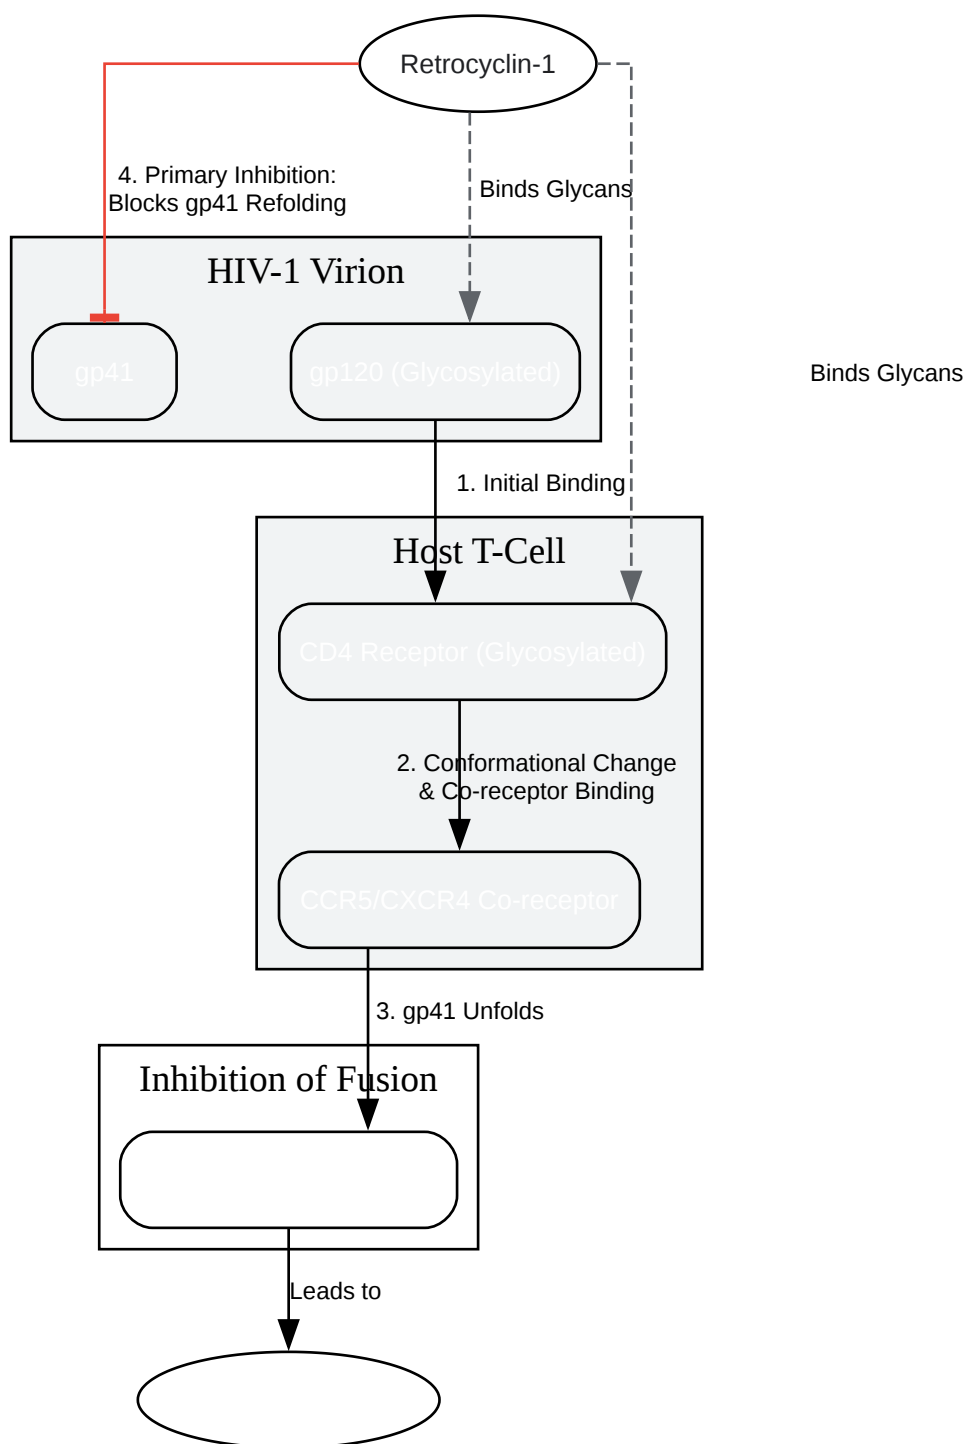 Retrocyclin-1
4. Primary Inhibition:
Blocks gp41 Refolding
Binds Glycans
HIV-1 Virion
gp41
gp120 (Glycosylated)
Binds Glycans
1. Initial Binding
Host T-Cell
CD4 Receptor (Glycosylated)
2. Conformational Change
& Co-receptor Binding
CCR5/CXCR4 Co-receptor
3. gp41 Unfolds
Inhibition of Fusion
Leads to